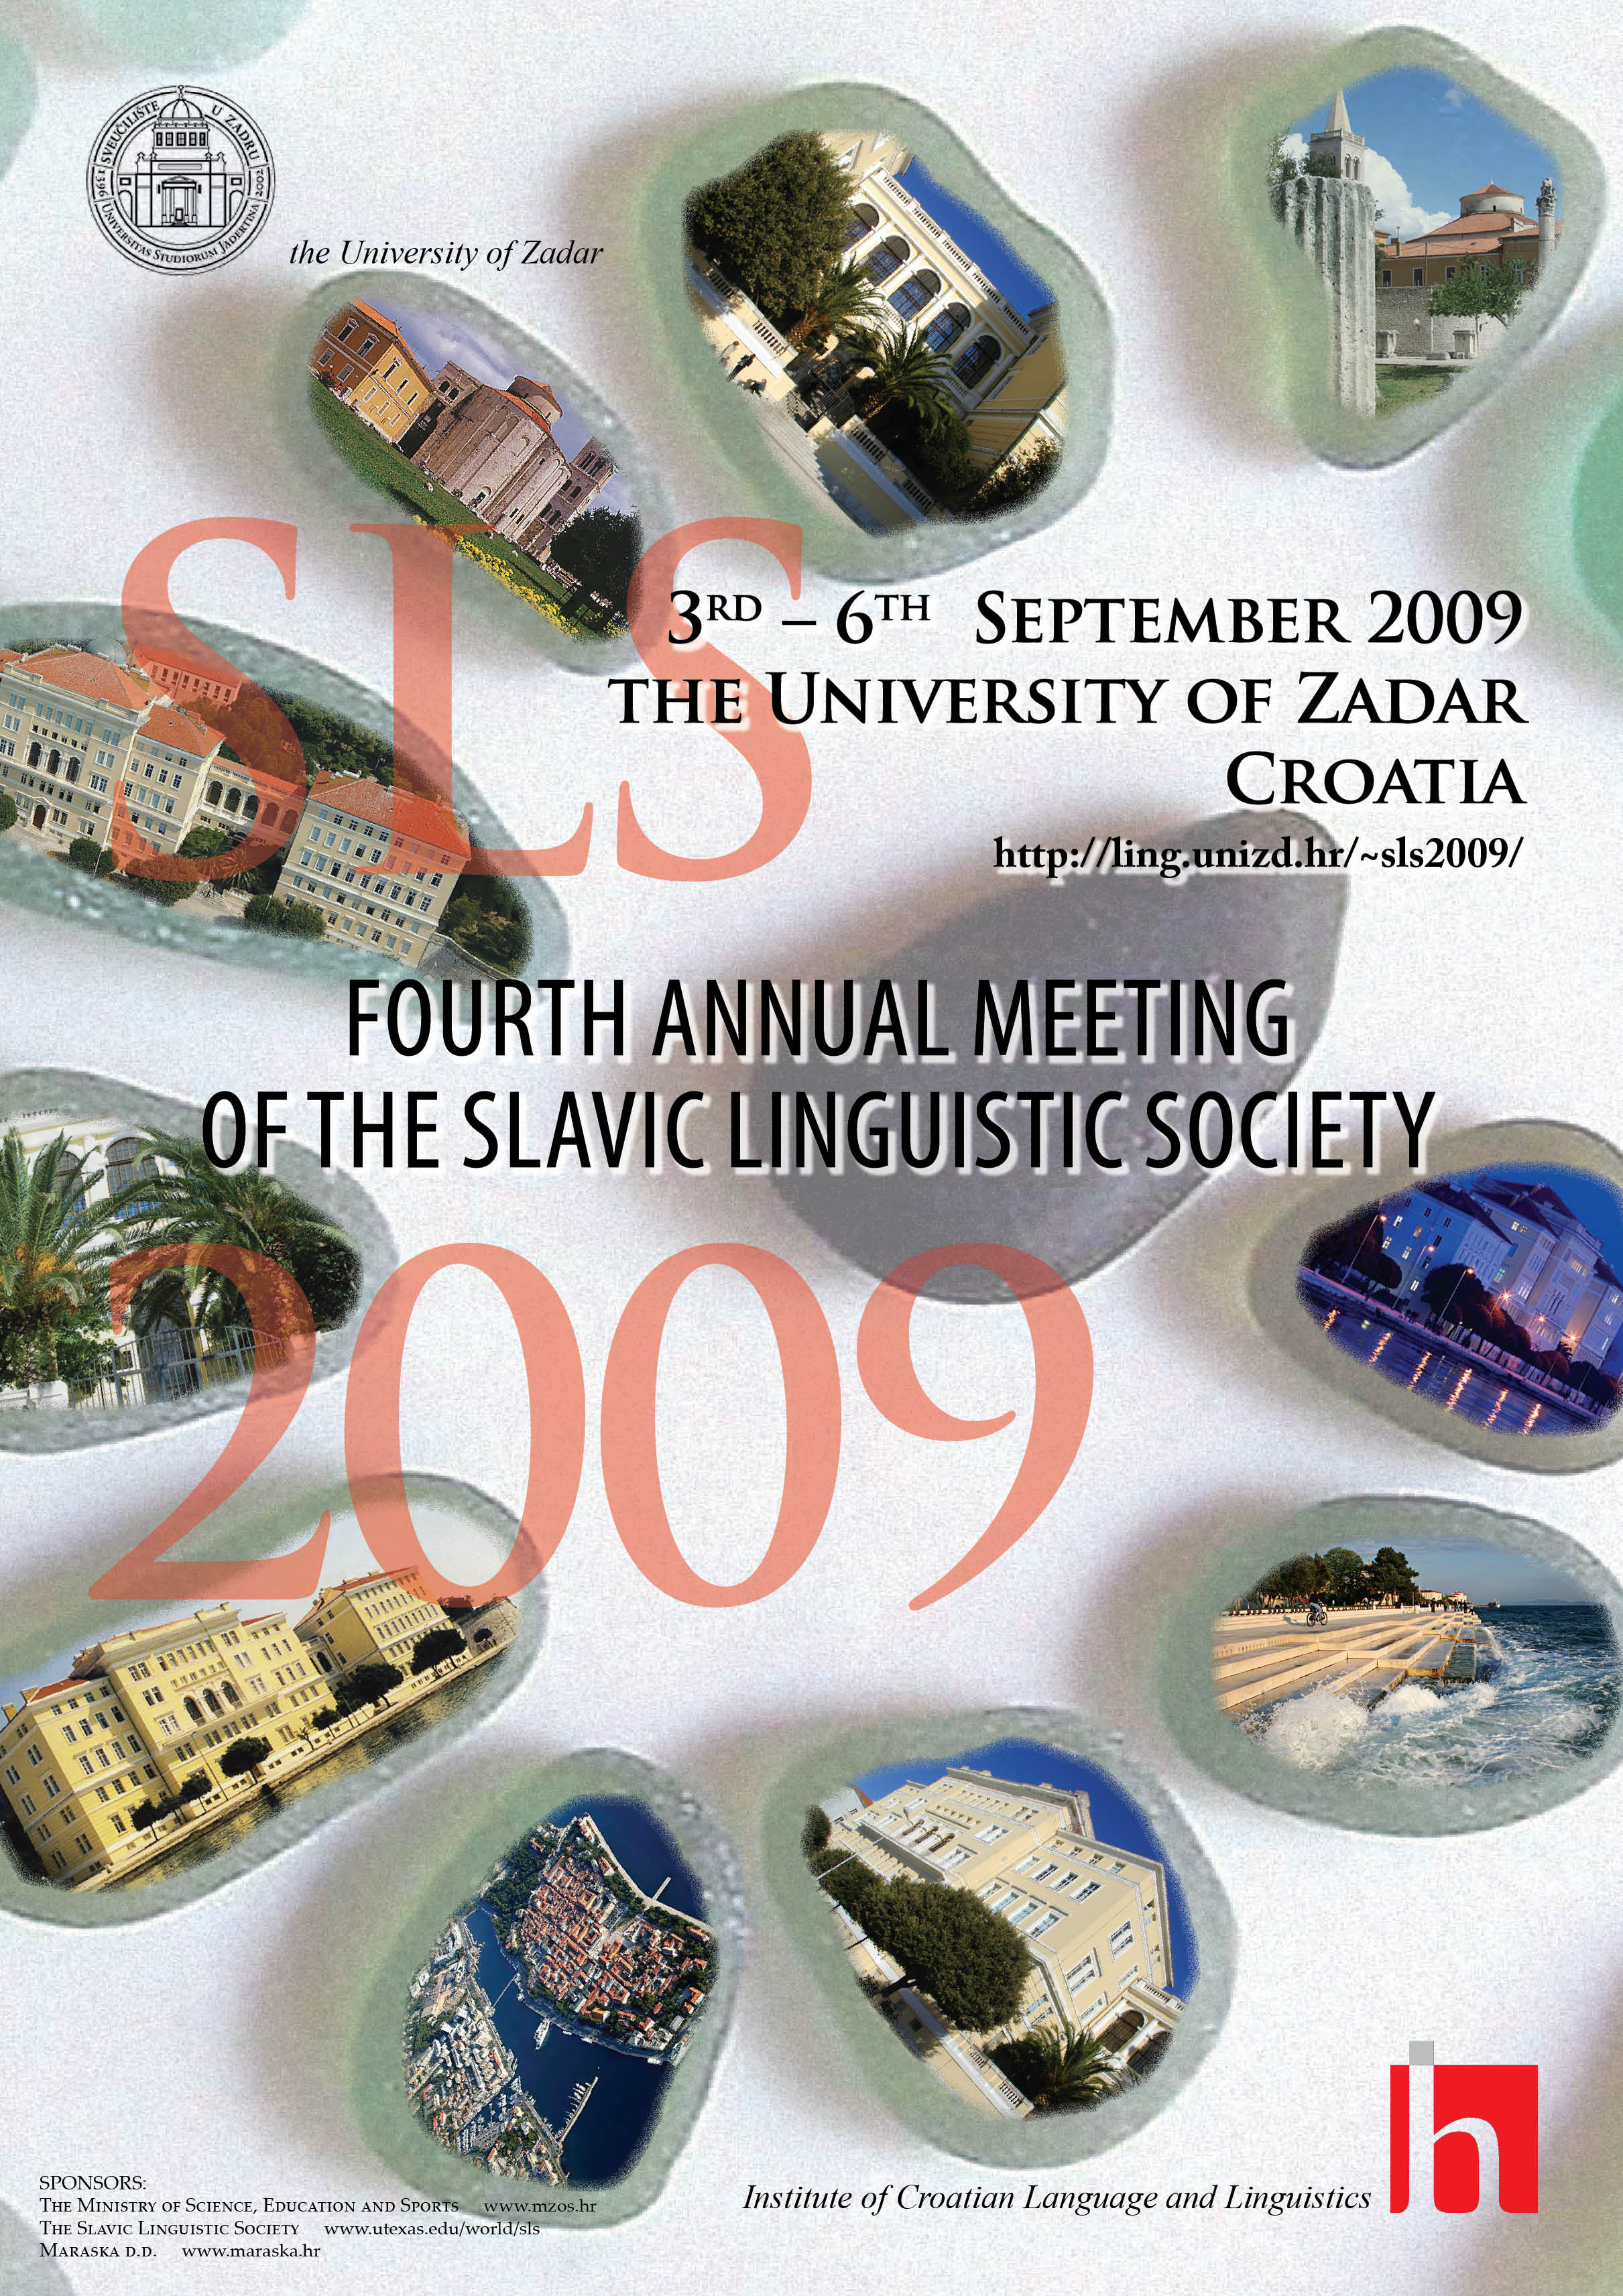 SVEUČILIŠTE U ZADRU
1396 UNIVERSITAS STUDIORUM JADERTINA 2002
the University of Zadar
SLS
3RD – 6TH SEPTEMBER 2009
THE UNIVERSITY OF ZADAR
CROATIA
http://ling.unizd.hr/~sls2009/
FOURTH ANNUAL MEETING
OF THE SLAVIC LINGUISTIC SOCIETY
2009
Institute of Croatian Language and Linguistics
ih
SPONSORS:
THE MINISTRY OF SCIENCE, EDUCATION AND SPORTS www.mzos.hr
THE SLAVIC LINGUISTIC SOCIETY www.utexas.edu/world/sls
MARASKA D.D. www.maraska.hr